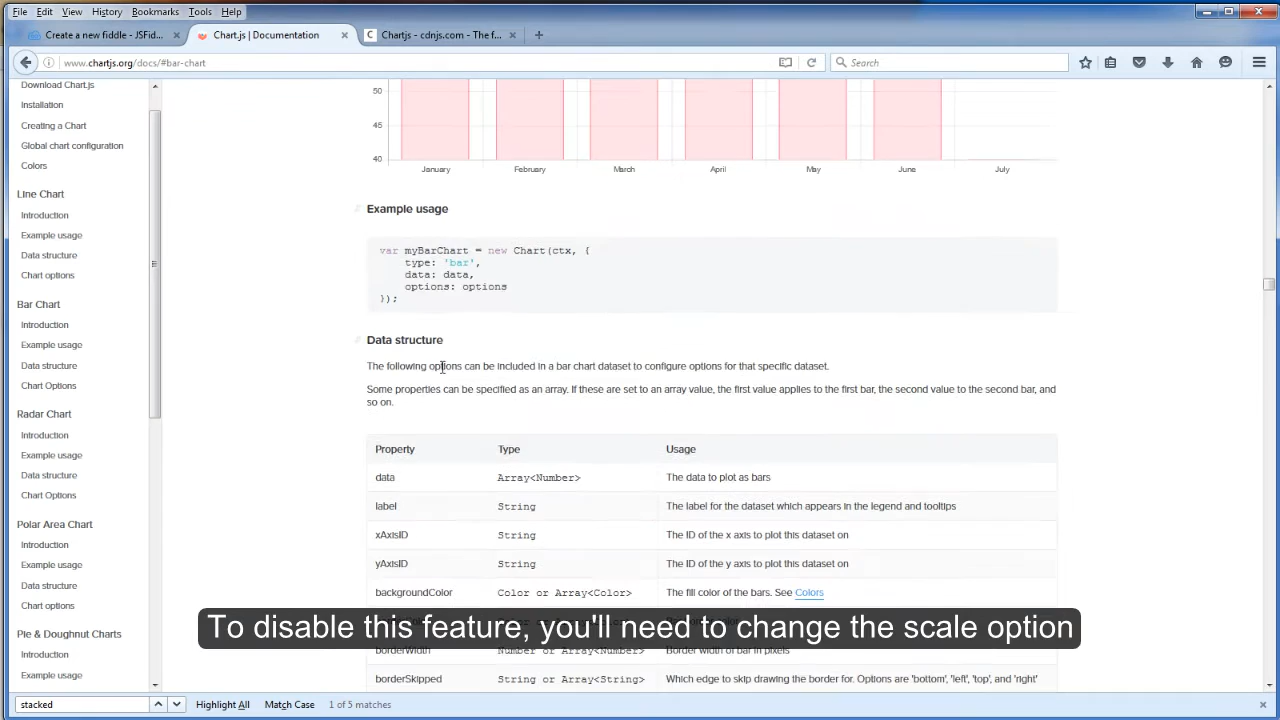 File Edit View History Bookmarks Tools Help
Create a new fiddle - JSFid...
Chart.js | Documentation
Chartjs - cdnjs.com - The f...
www.chartjs.org/docs/#bar-chart
Search
Download Chart.js
Installation
Creating a Chart
Global chart configuration
Colors
Line Chart
Introduction
Example usage
Data structure
Chart options
Bar Chart
Introduction
Example usage
Data structure
Chart Options
Radar Chart
Introduction
Example usage
Data structure
Chart Options
Polar Area Chart
Introduction
Example usage
Data structure
Chart options
Pie & Doughnut Charts
Introduction
Example usage
50
45
40
January February March April May June July
Example usage
var myBarChart = new Chart(ctx, {
type: 'bar',
data: data,
options: options
});
Data structure
The following options can be included in a bar chart dataset to configure options for that specific dataset.
Some properties can be specified as an array. If these are set to an array value, the first value applies to the first bar, the second value to the second bar, and
so on.
Property Type Usage
data Array<Number> The data to plot as bars
label String The label for the dataset which appears in the legend and tooltips
xAxisID String The ID of the x axis to plot this dataset on
yAxisID String The ID of the y axis to plot this dataset on
backgroundColor Color or Array<Color> The fill color of the bars. See Colors
To disable this feature, you'll need to change the scale option
borderWidth Number or Array<Number> Border width of bar in pixels
borderSkipped String or Array<String> Which edge to skip drawing the border for. Options are 'bottom', 'left', 'top', and 'right'
stacked Highlight All Match Case 1 of 5 matches